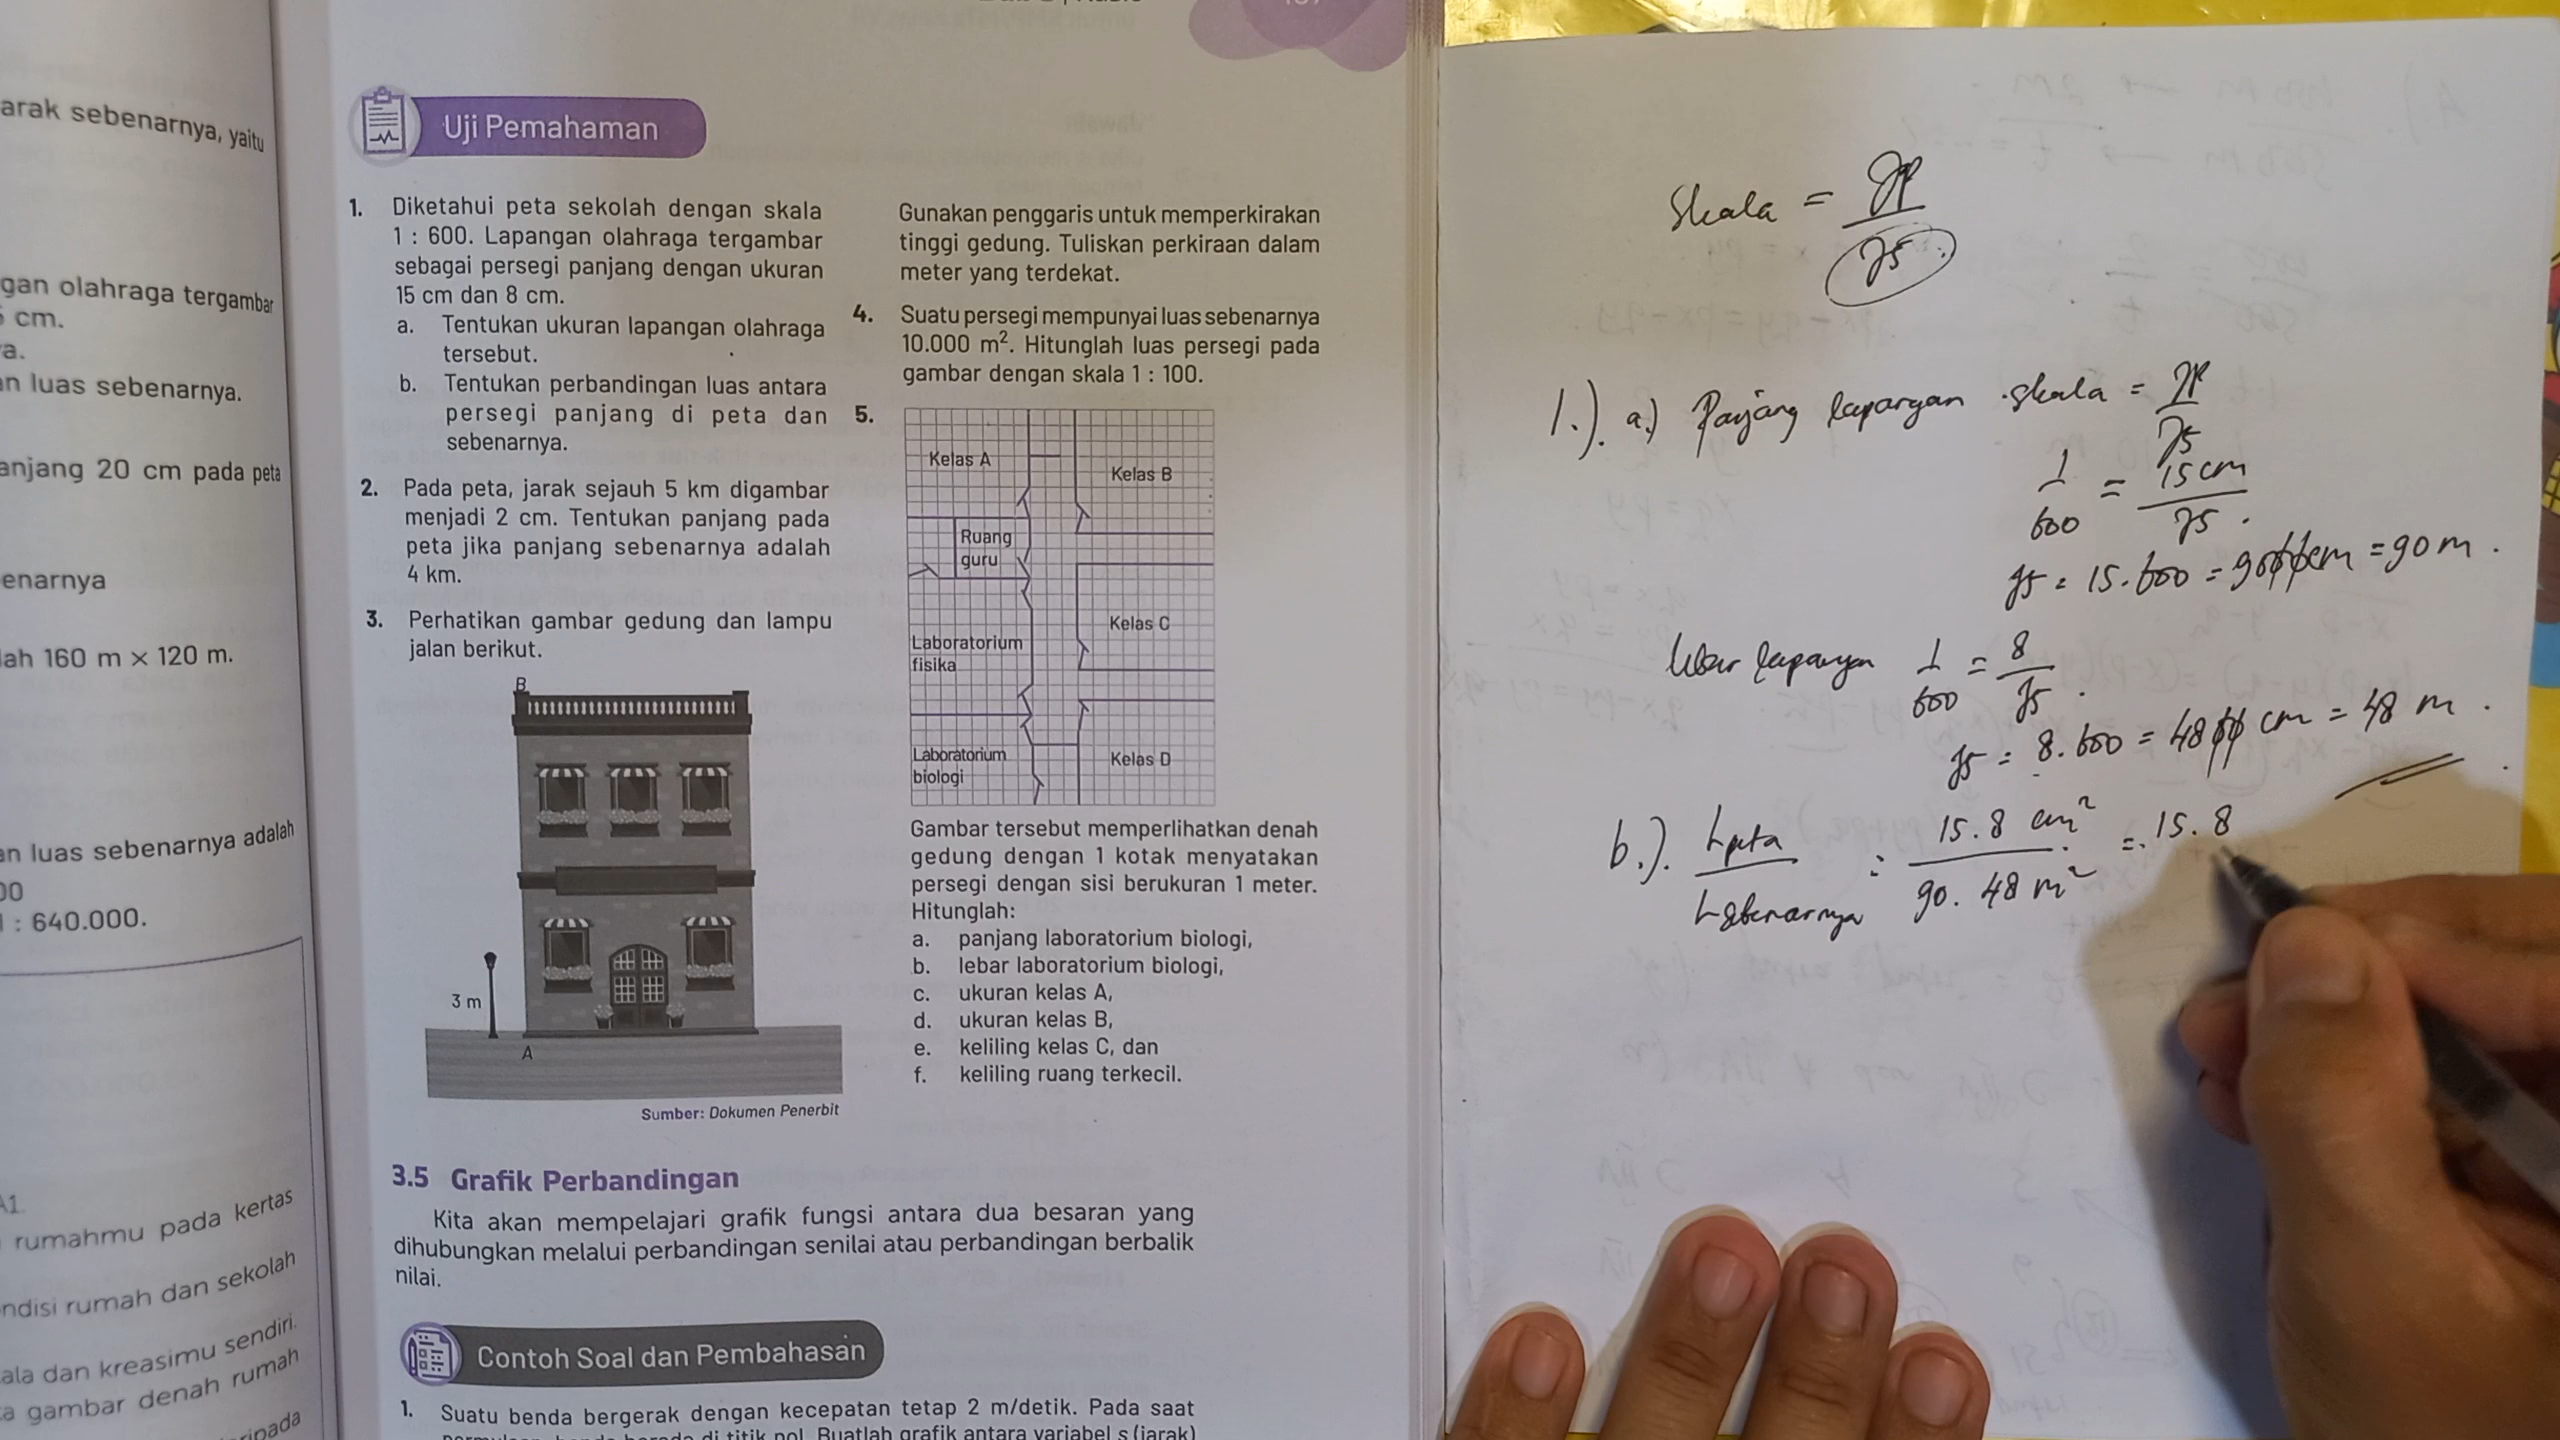 arak sebenarnya, yaitu
gan olahraga tergambar
cm.
a.
an luas sebenarnya.
anjang 20 cm pada peta
enarnya
lah 160 m × 120 m.
an luas sebenarnya adalah
00
1 : 640.000.
A1.
rumahmu pada kertas
ndisi rumah dan sekolah
ala dan kreasimu sendiri.
a gambar denah rumah
Uji Pemahaman
1. Diketahui peta sekolah dengan skala
1 : 600. Lapangan olahraga tergambar
sebagai persegi panjang dengan ukuran
15 cm dan 8 cm.
a. Tentukan ukuran lapangan olahraga
tersebut.
b. Tentukan perbandingan luas antara
persegi panjang di peta dan
sebenarnya.
2. Pada peta, jarak sejauh 5 km digambar
menjadi 2 cm. Tentukan panjang pada
peta jika panjang sebenarnya adalah
4 km.
3. Perhatikan gambar gedung dan lampu
jalan berikut.
B
3 m
A
Sumber: Dokumen Penerbit
Gunakan penggaris untuk memperkirakan
tinggi gedung. Tuliskan perkiraan dalam
meter yang terdekat.
4. Suatu persegi mempunyai luas sebenarnya
10.000 m². Hitunglah luas persegi pada
gambar dengan skala 1 : 100.
5.
Kelas A
Kelas B
Ruang
guru
Kelas C
Laboratorium
fisika
Laboratorium
biologi
Kelas D
Gambar tersebut memperlihatkan denah
gedung dengan 1 kotak menyatakan
persegi dengan sisi berukuran 1 meter.
Hitunglah:
a. panjang laboratorium biologi,
b. lebar laboratorium biologi,
c. ukuran kelas A,
d. ukuran kelas B,
e. keliling kelas C, dan
f. keliling ruang terkecil.
3.5 Grafik Perbandingan
Kita akan mempelajari grafik fungsi antara dua besaran yang
dihubungkan melalui perbandingan senilai atau perbandingan berbalik
nilai.
Contoh Soal dan Pembahasan
1. Suatu benda bergerak dengan kecepatan tetap 2 m/detik. Pada saat
Skala = JP
JS
1.). a.) Panjang lapangan skala = JP
JS
1 = 15 cm
600 JS
JS = 15. 600 = 9000 cm = 90 m.
lebar lapangan 1 = 8
600 JS
JS = 8. 600 = 4800 cm = 48 m.
b.). Lpeta = 15.8 cm² = 15. 8
Lsebenarnya 90. 48 m²